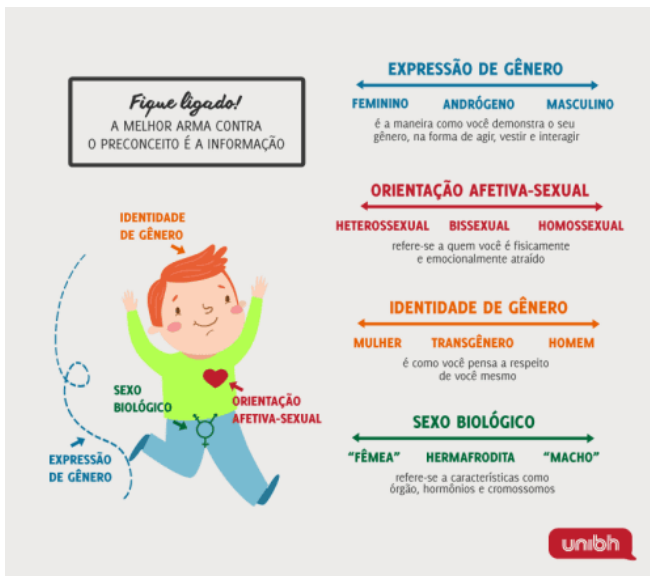 Fique ligado!
A MELHOR ARMA CONTRA
O PRECONCEITO É A INFORMAÇÃO
IDENTIDADE
DE GÊNERO
SEXO
BIOLÓGICO
ORIENTAÇÃO
AFETIVA-SEXUAL
EXPRESSÃO
DE GÊNERO
EXPRESSÃO DE GÊNERO
FEMININO ANDRÓGENO MASCULINO
é a maneira como você demonstra o seu
gênero, na forma de agir, vestir e interagir
ORIENTAÇÃO AFETIVA-SEXUAL
HETEROSSEXUAL BISSEXUAL HOMOSSEXUAL
refere-se a quem você é fisicamente
e emocionalmente atraído
IDENTIDADE DE GÊNERO
MULHER TRANSGÊNERO HOMEM
é como você pensa a respeito
de você mesmo
SEXO BIOLÓGICO
"FÊMEA" HERMAFRODITA "MACHO"
refere-se a características como
órgão, hormônios e cromossomos
unibh